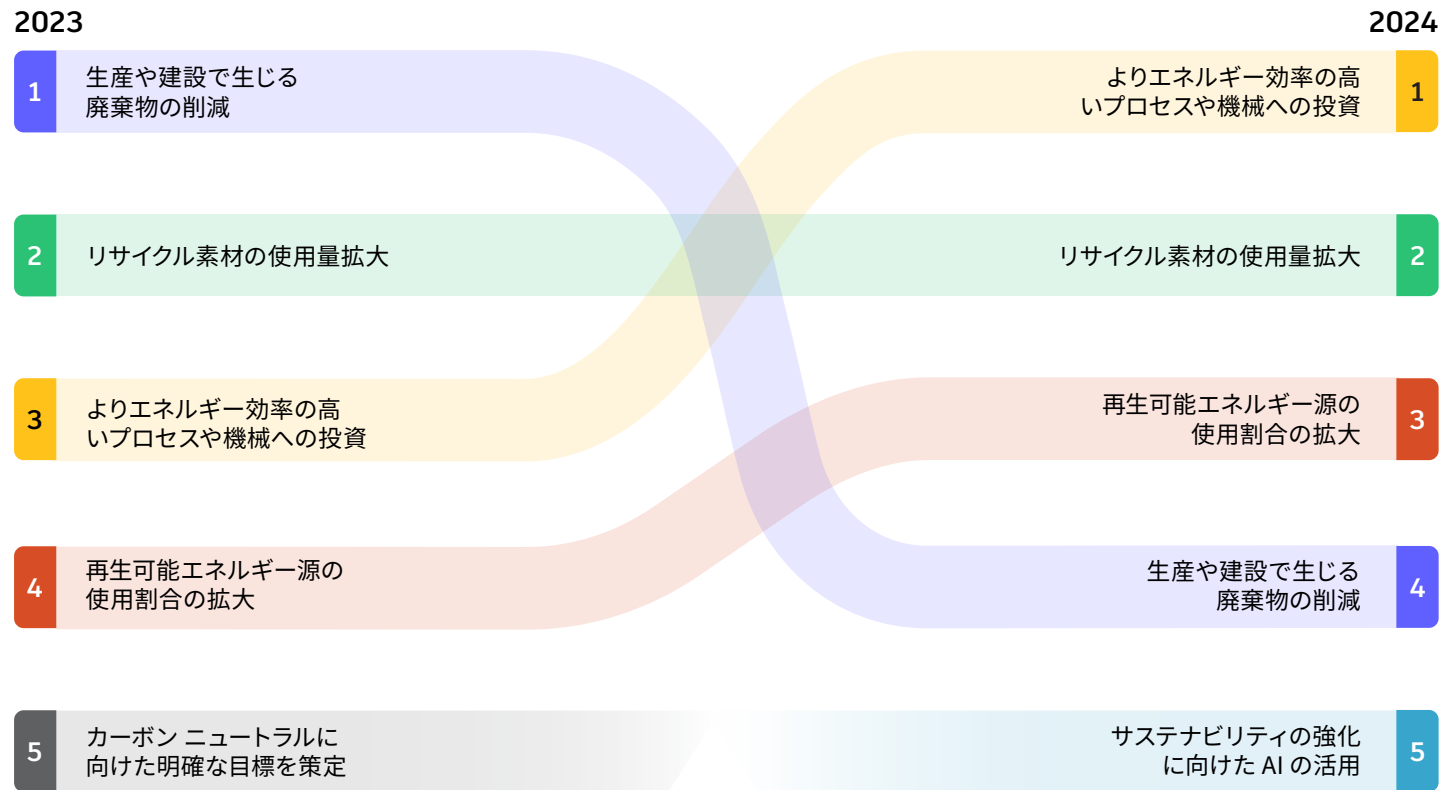 2023
2024
1
生産や建設で生じる
廃棄物の削減
よりエネルギー効率の高
いプロセスや機械への投資
1
2
リサイクル素材の使用量拡大
リサイクル素材の使用量拡大
2
3
よりエネルギー効率の高
いプロセスや機械への投資
再生可能エネルギー源の
使用割合の拡大
3
4
再生可能エネルギー源の
使用割合の拡大
生産や建設で生じる
廃棄物の削減
4
5
カーボン ニュートラルに
向けた明確な目標を策定
サステナビリティの強化
に向けた AI の活用
5